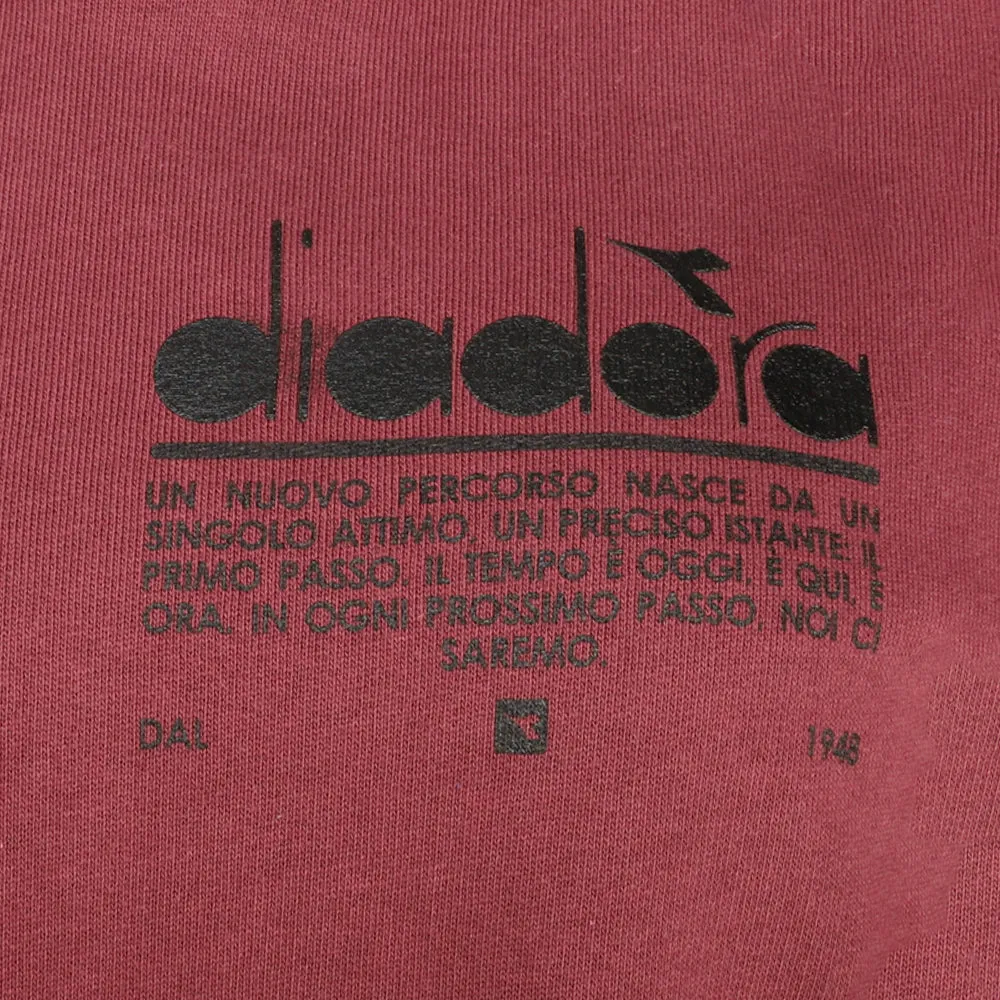 diadora
UN NUOVO PERCORSO NASCE DA UN
SINGOLO ATTIMO, UN PRECISO ISTANTE: IL
PRIMO PASSO. IL TEMPO È OGGI, È QUI, È
ORA. IN OGNI PROSSIMO PASSO, NOI CI
SAREMO.
DAL 1948